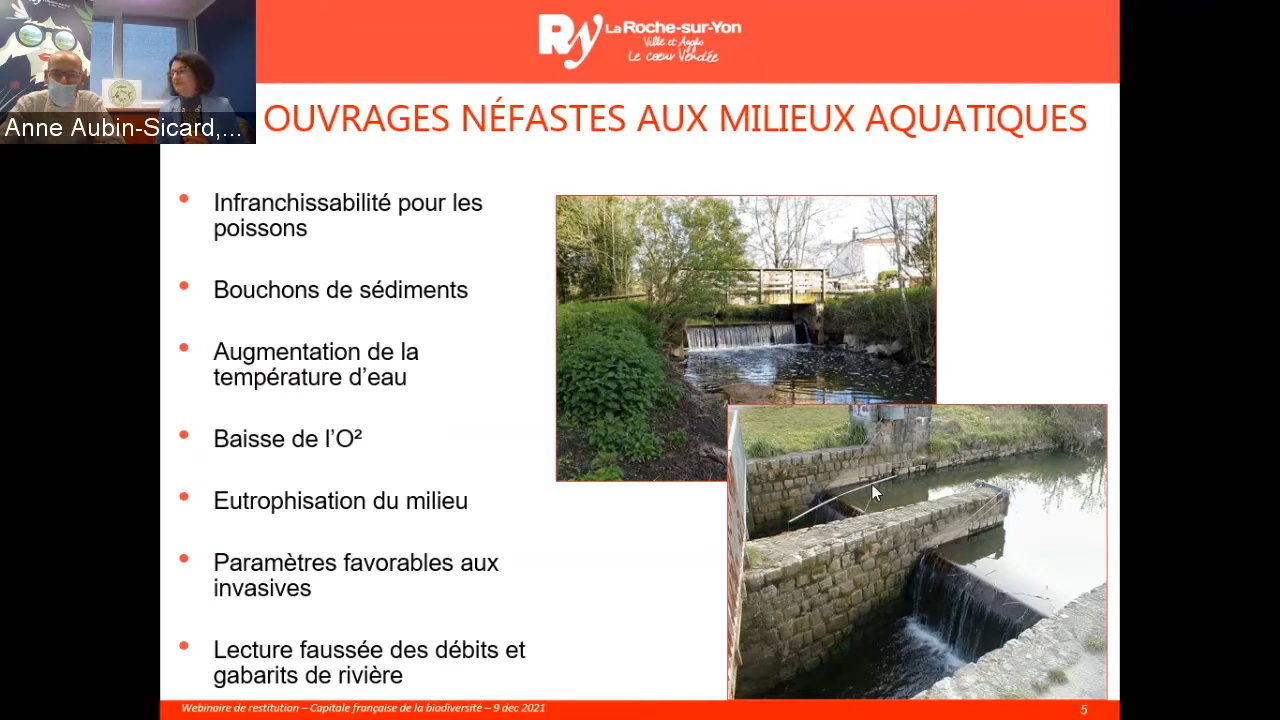 Ry La Roche-sur-Yon
Ville et Agglo
Le cœur Vendée
Anne Aubin-Sicard,...
OUVRAGES NÉFASTES AUX MILIEUX AQUATIQUES
• Infranchissabilité pour les
poissons
• Bouchons de sédiments
• Augmentation de la
température d’eau
• Baisse de l’O²
• Eutrophisation du milieu
• Paramètres favorables aux
invasives
• Lecture faussée des débits et
gabarits de rivière
Webinaire de restitution – Capitale française de la biodiversité – 9 dec 2021
5